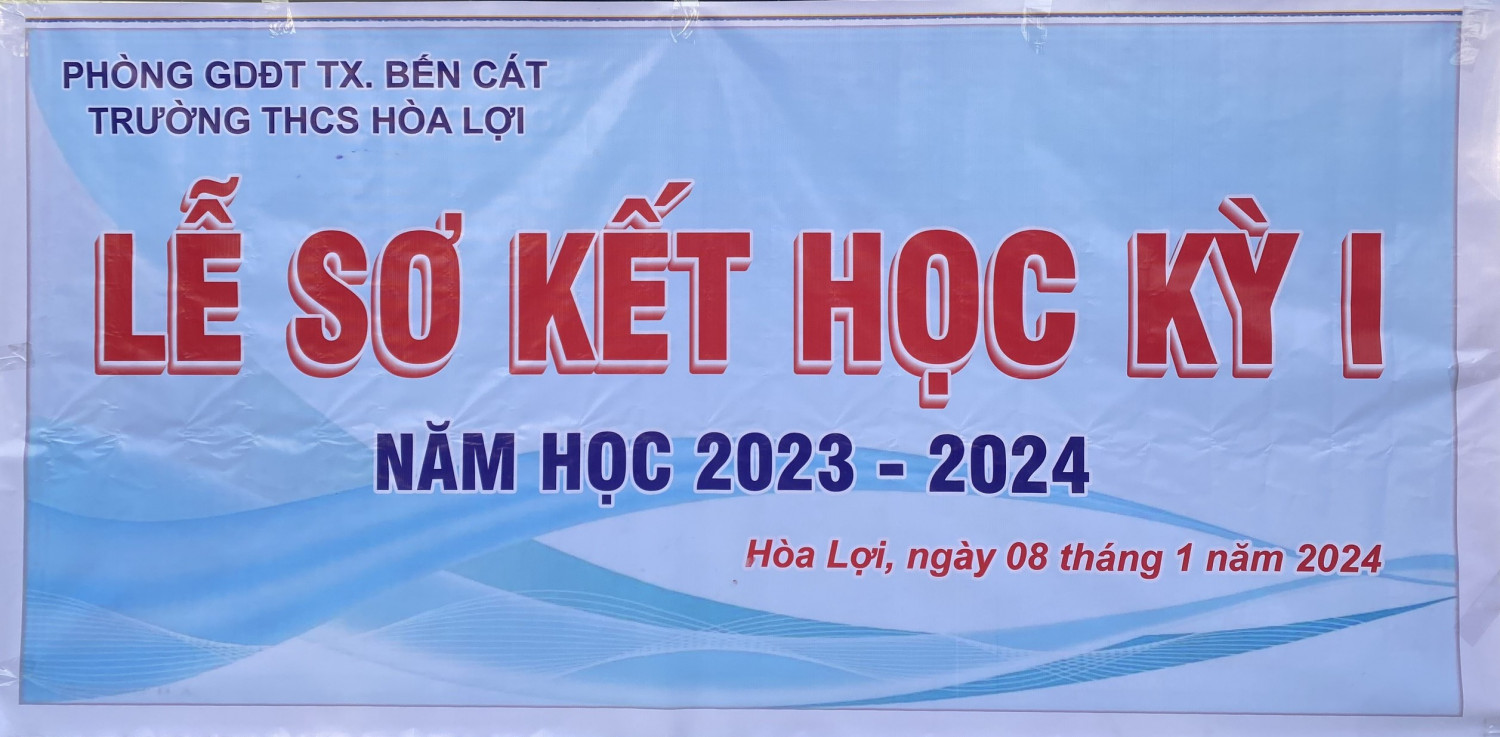 PHÒNG GDĐT TX. BẾN CÁT
TRƯỜNG THCS HÒA LỢI
LỄ SƠ KẾT HỌC KỲ I
NĂM HỌC 2023 - 2024
Hòa Lợi, ngày 08 tháng 1 năm 2024